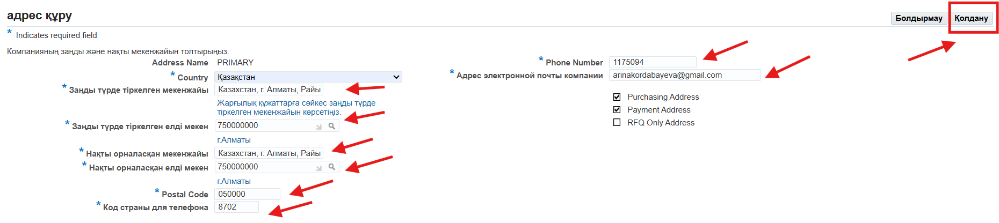 адрес құру
Болдырмау Қолдану
* Indicates required field
Компанияның заңды және нақты мекенжайын толтырыңыз.
Address Name PRIMARY
* Country Қазақстан
* Заңды түрде тіркелген мекенжайы Казахстан, г. Алматы, Райы
Жарғылық құжаттарға сәйкес заңды түрде
тіркелген мекенжайын көрсетіңіз.
* Заңды түрде тіркелген елді мекен 750000000
г.Алматы
* Нақты орналасқан мекенжайы Казахстан, г. Алматы, Райы
* Нақты орналасқан елді мекен 750000000
г.Алматы
* Postal Code 050000
* Код страны для телефона 8702
* Phone Number 1175094
* Адрес электронной почты компании arinakordabayeva@gmail.com
Purchasing Address
Payment Address
RFQ Only Address